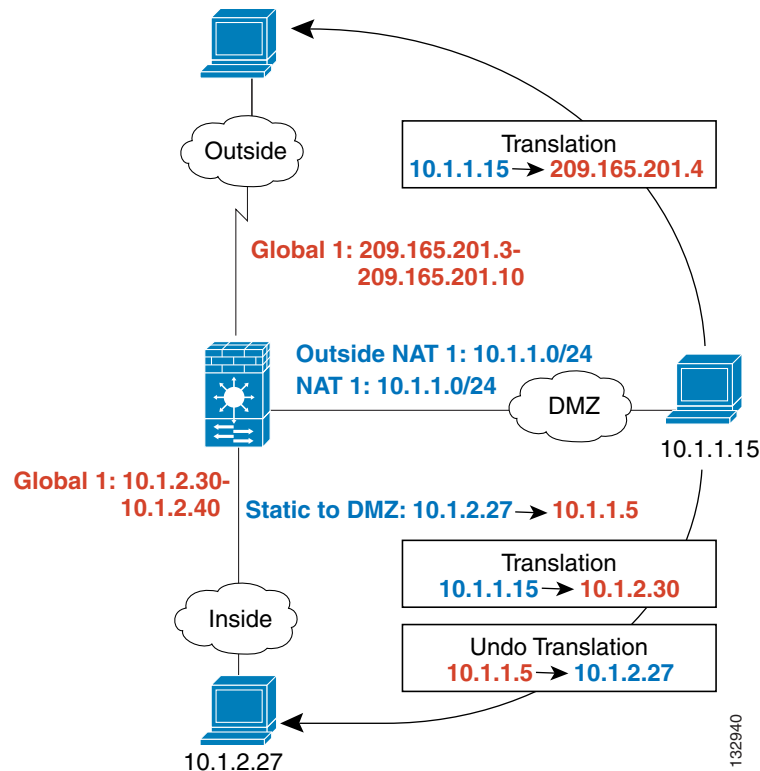 Outside
Translation
10.1.1.15 → 209.165.201.4
Global 1: 209.165.201.3-
209.165.201.10
Outside NAT 1: 10.1.1.0/24
NAT 1: 10.1.1.0/24
DMZ
10.1.1.15
Global 1: 10.1.2.30-
10.1.2.40
Static to DMZ: 10.1.2.27 → 10.1.1.5
Translation
10.1.1.15 → 10.1.2.30
Inside
Undo Translation
10.1.1.5 → 10.1.2.27
10.1.2.27
132940